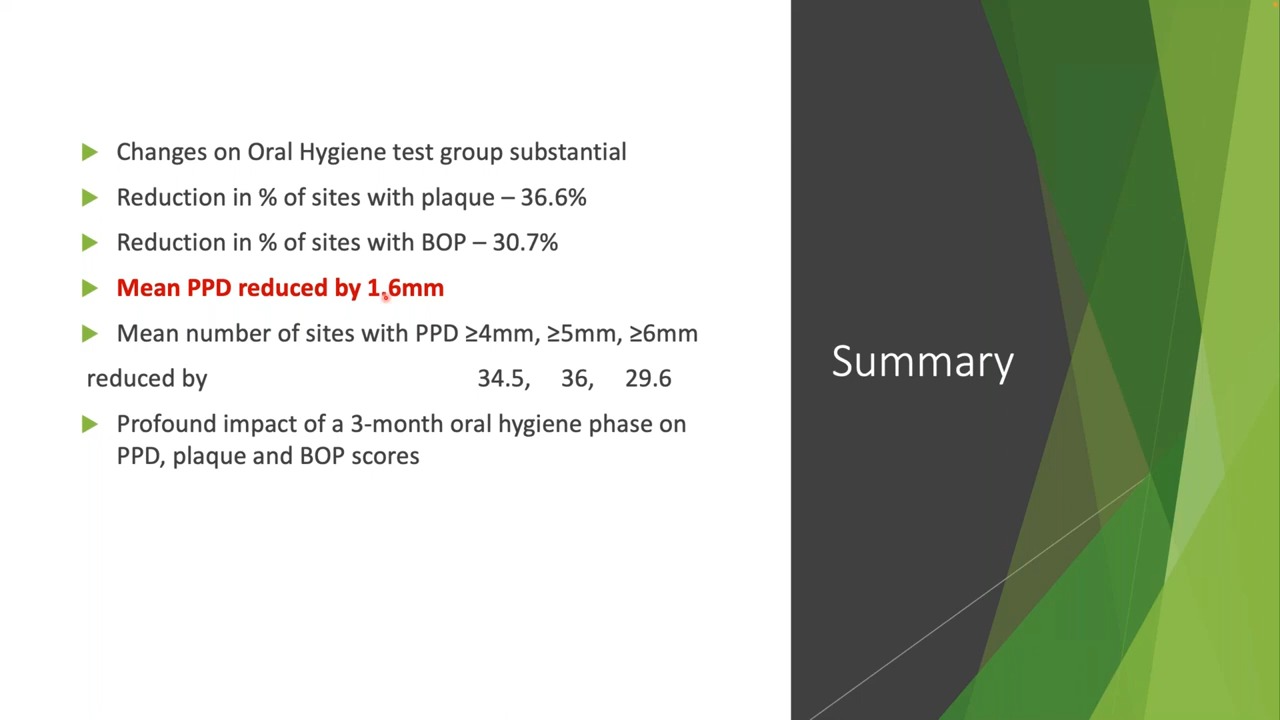 Changes on Oral Hygiene test group substantial
Reduction in % of sites with plaque – 36.6%
Reduction in % of sites with BOP – 30.7%
Mean PPD reduced by 1.6mm
Mean number of sites with PPD ≥4mm, ≥5mm, ≥6mm
reduced by 34.5, 36, 29.6
Profound impact of a 3-month oral hygiene phase on
PPD, plaque and BOP scores
Summary